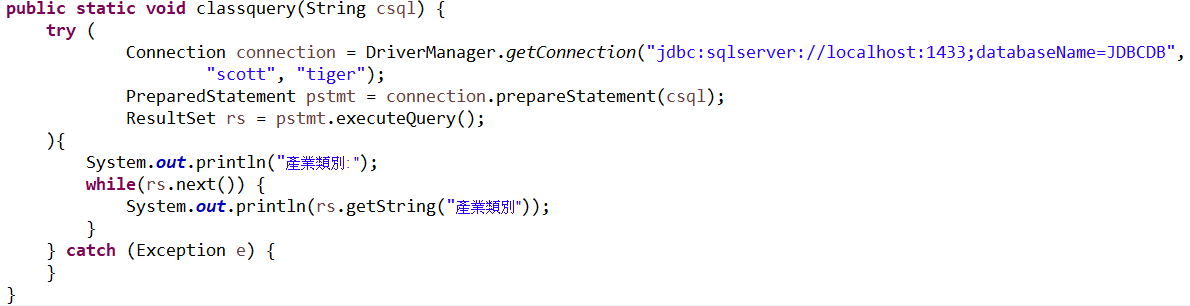 public static void classquery(String csql) {
try (
Connection connection = DriverManager.getConnection("jdbc:sqlserver://localhost:1433;databaseName=JDBCDB",
"scott", "tiger");
PreparedStatement pstmt = connection.prepareStatement(csql);
ResultSet rs = pstmt.executeQuery();
){
System.out.println("產業類別:");
while(rs.next()) {
System.out.println(rs.getString("產業類別"));
}
} catch (Exception e) {
}
}